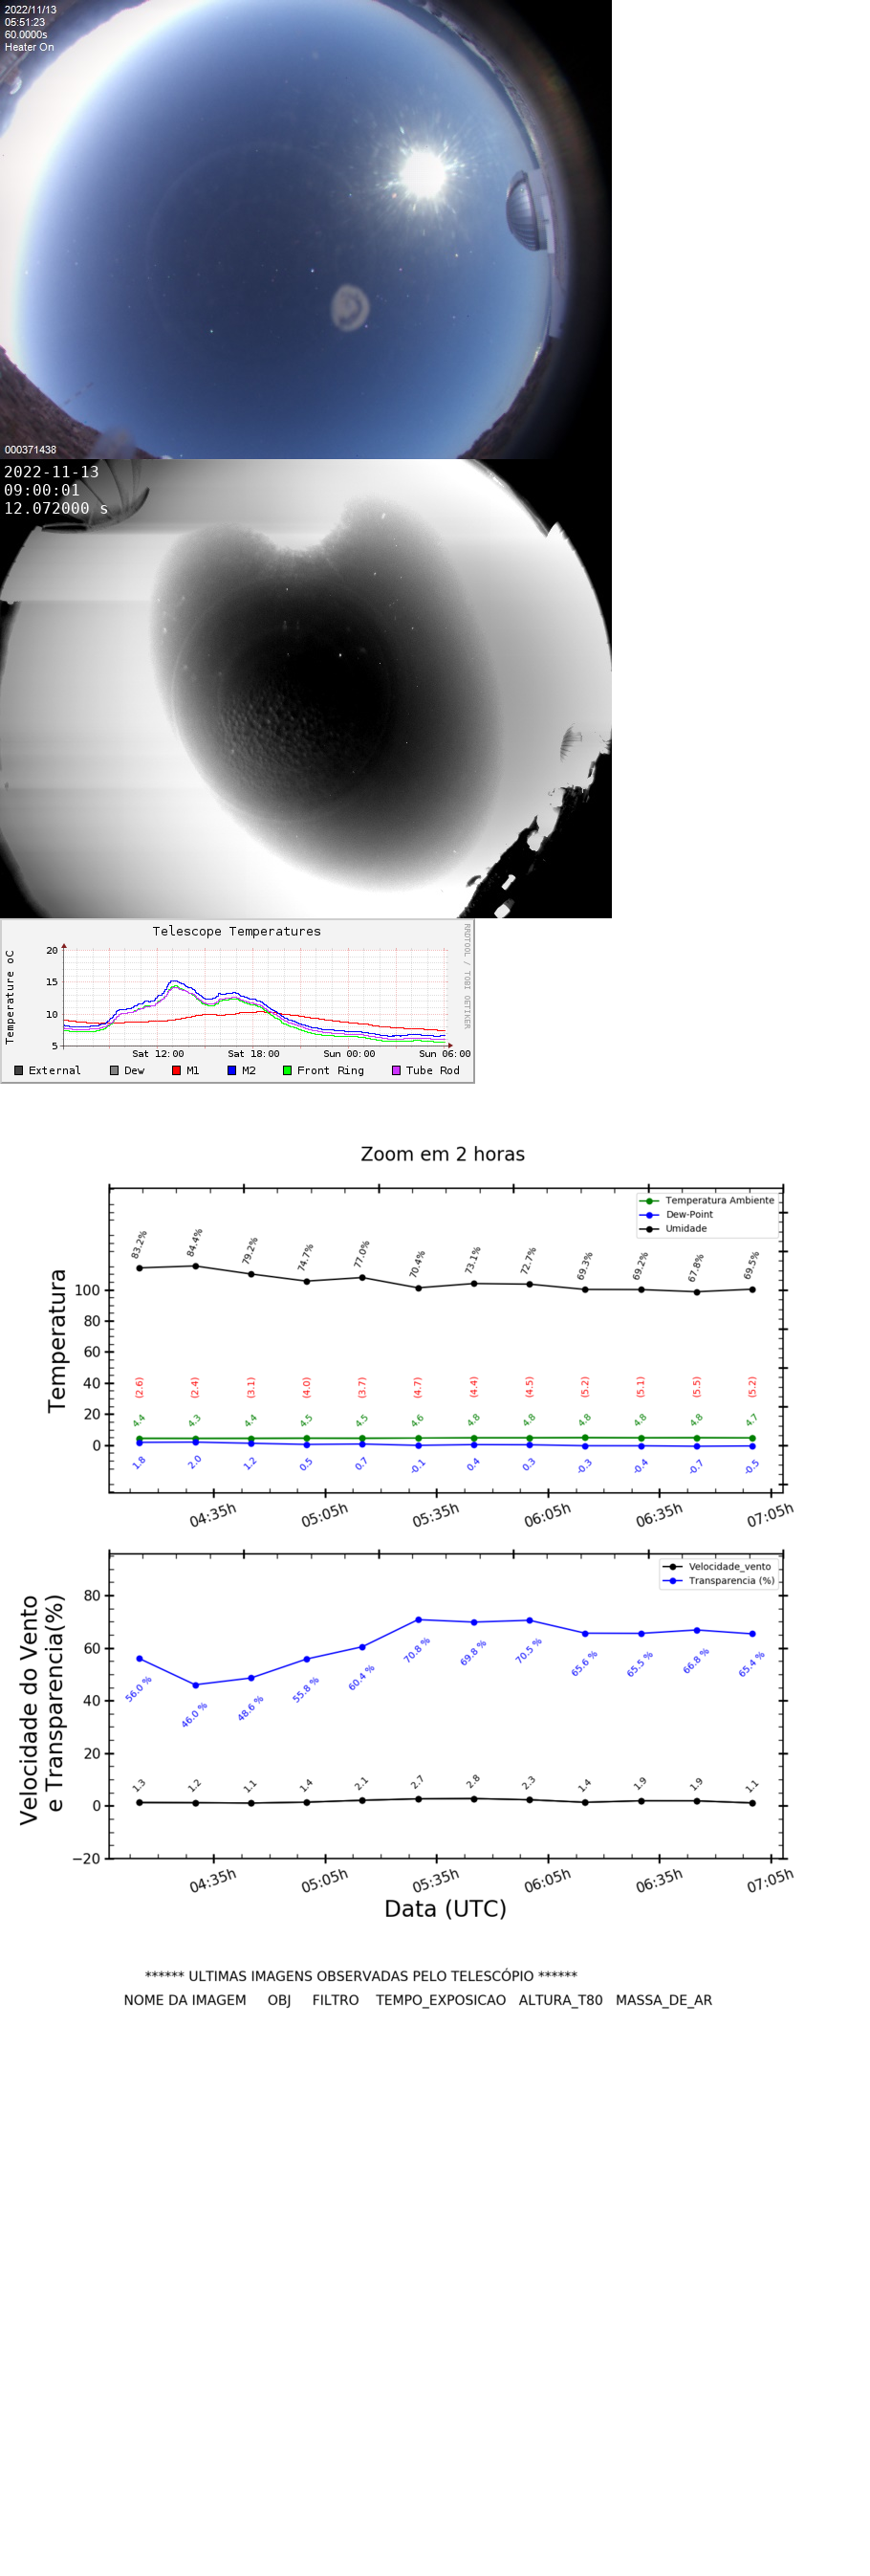 2022/11/13
05:51:23
60.0000s
Heater On
000371438
2022-11-13
09:00:01
12.072000 s
Telescope Temperatures
RRDTOOL / TOBI OETIKER
Temperature oC
20
15
10
5
Sat 12:00 Sat 18:00 Sun 00:00 Sun 06:00
External Dew M1 M2 Front Ring Tube Rod
Zoom em 2 horas
Temperatura Ambiente
Dew-Point
Umidade
Temperatura
100
80
60
40
20
0
83.2% 84.4% 79.2% 74.7% 77.0% 70.4% 73.1% 72.7% 69.3% 69.2% 67.8% 69.5%
(2.6) (2.4) (3.1) (4.0) (3.7) (4.7) (4.4) (4.5) (5.2) (5.1) (5.5) (5.2)
4.4 4.3 4.4 4.5 4.5 4.6 4.8 4.8 4.8 4.8 4.8 4.7
1.8 2.0 1.2 0.5 0.7 -0.1 0.4 0.3 -0.3 -0.4 -0.7 -0.5
04:35h 05:05h 05:35h 06:05h 06:35h 07:05h
Velocidade_vento
Transparencia (%)
Velocidade do Vento
e Transparencia(%)
80
60
40
20
0
−20
56.0 % 46.0 % 48.6 % 55.8 % 60.4 % 70.8 % 69.8 % 70.5 % 65.6 % 65.5 % 66.8 % 65.4 %
1.3 1.2 1.1 1.4 2.1 2.7 2.8 2.3 1.4 1.9 1.9 1.1
04:35h 05:05h 05:35h 06:05h 06:35h 07:05h
Data (UTC)
****** ULTIMAS IMAGENS OBSERVADAS PELO TELESCÓPIO ******
NOME DA IMAGEM OBJ FILTRO TEMPO_EXPOSICAO ALTURA_T80 MASSA_DE_AR